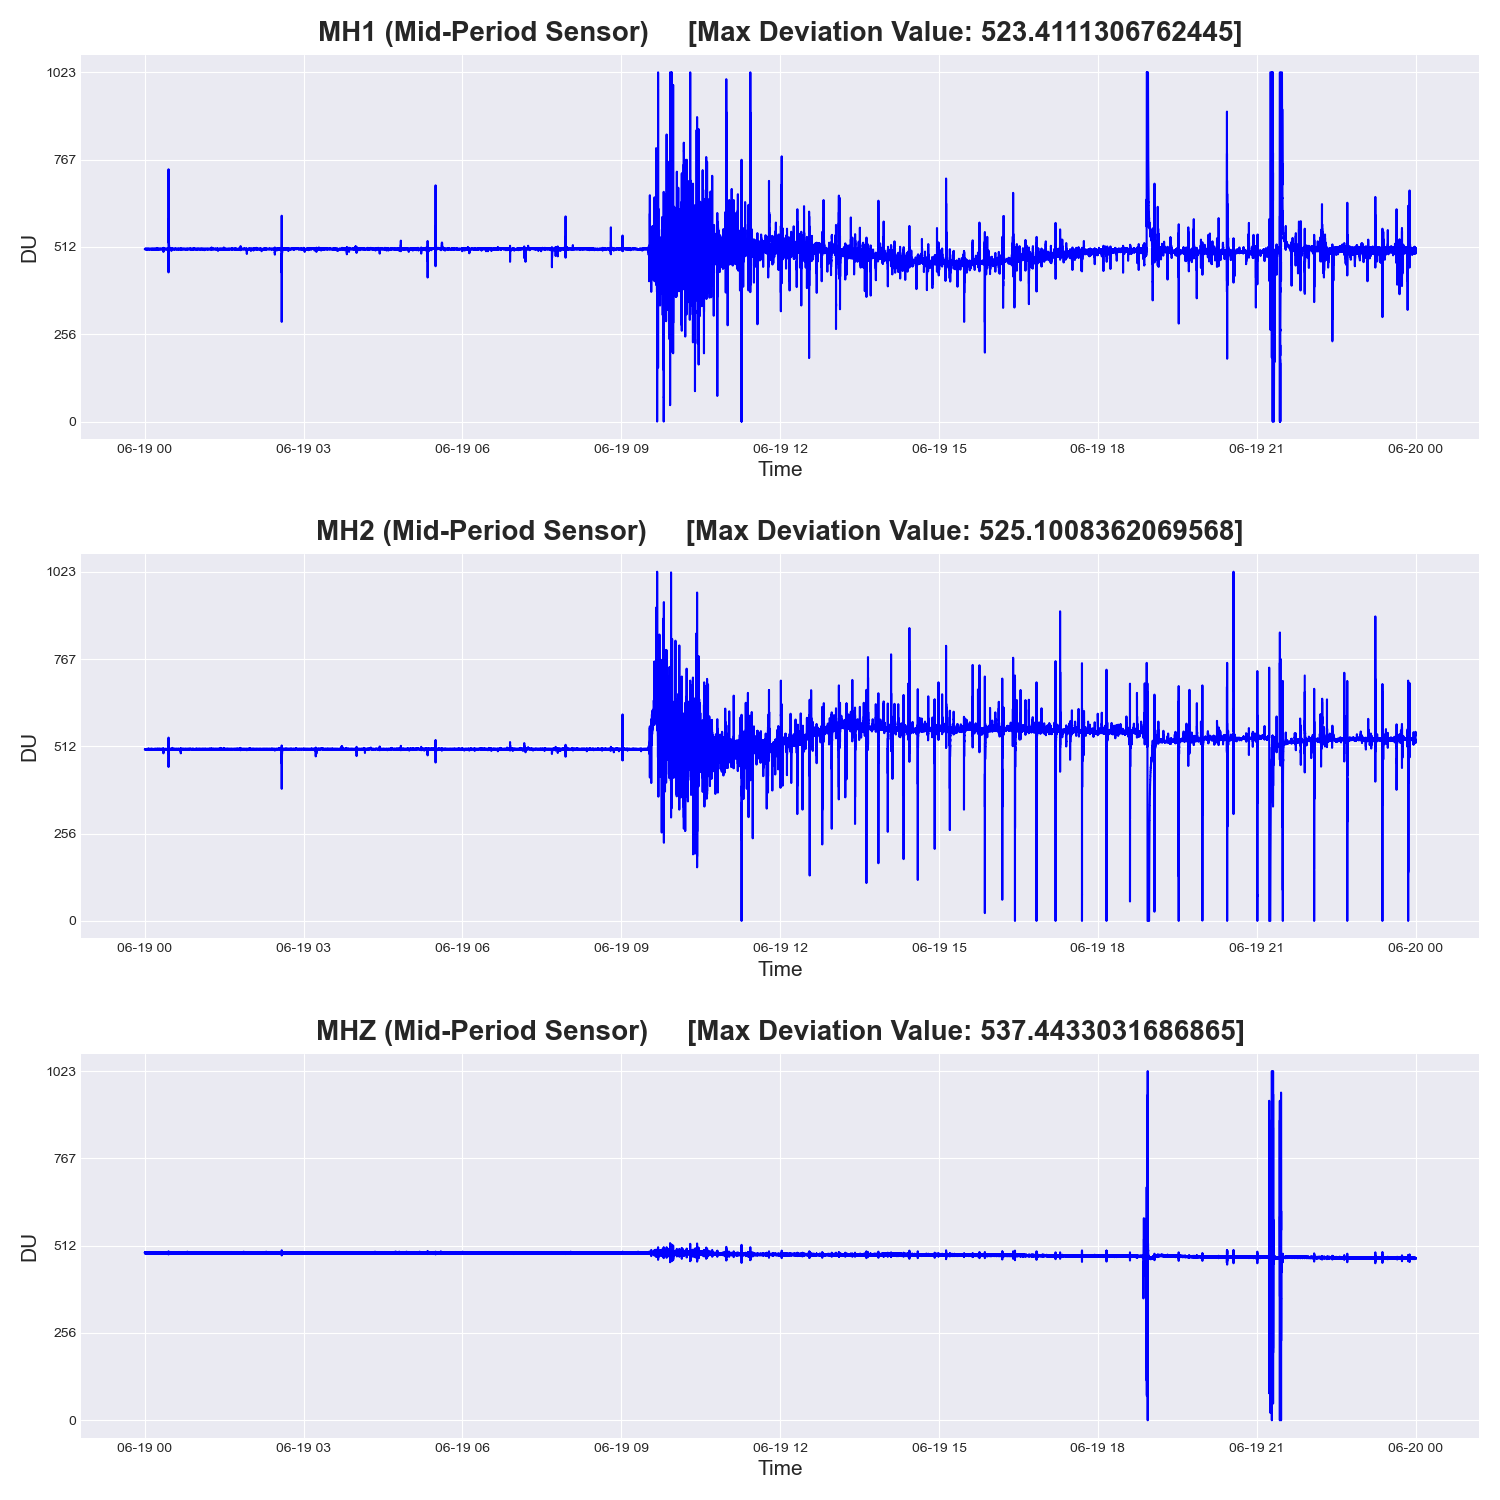 MH1 (Mid-Period Sensor) [Max Deviation Value: 523.4111306762445]
1023
767
512
256
0
DU
06-19 00 06-19 03 06-19 06 06-19 09 06-19 12 06-19 15 06-19 18 06-19 21 06-20 00
Time
MH2 (Mid-Period Sensor) [Max Deviation Value: 525.1008362069568]
1023
767
512
256
0
DU
06-19 00 06-19 03 06-19 06 06-19 09 06-19 12 06-19 15 06-19 18 06-19 21 06-20 00
Time
MHZ (Mid-Period Sensor) [Max Deviation Value: 537.4433031686865]
1023
767
512
256
0
DU
06-19 00 06-19 03 06-19 06 06-19 09 06-19 12 06-19 15 06-19 18 06-19 21 06-20 00
Time